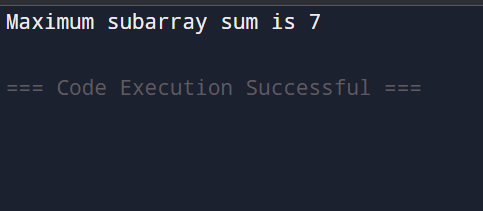 Maximum subarray sum is 7
=== Code Execution Successful ===